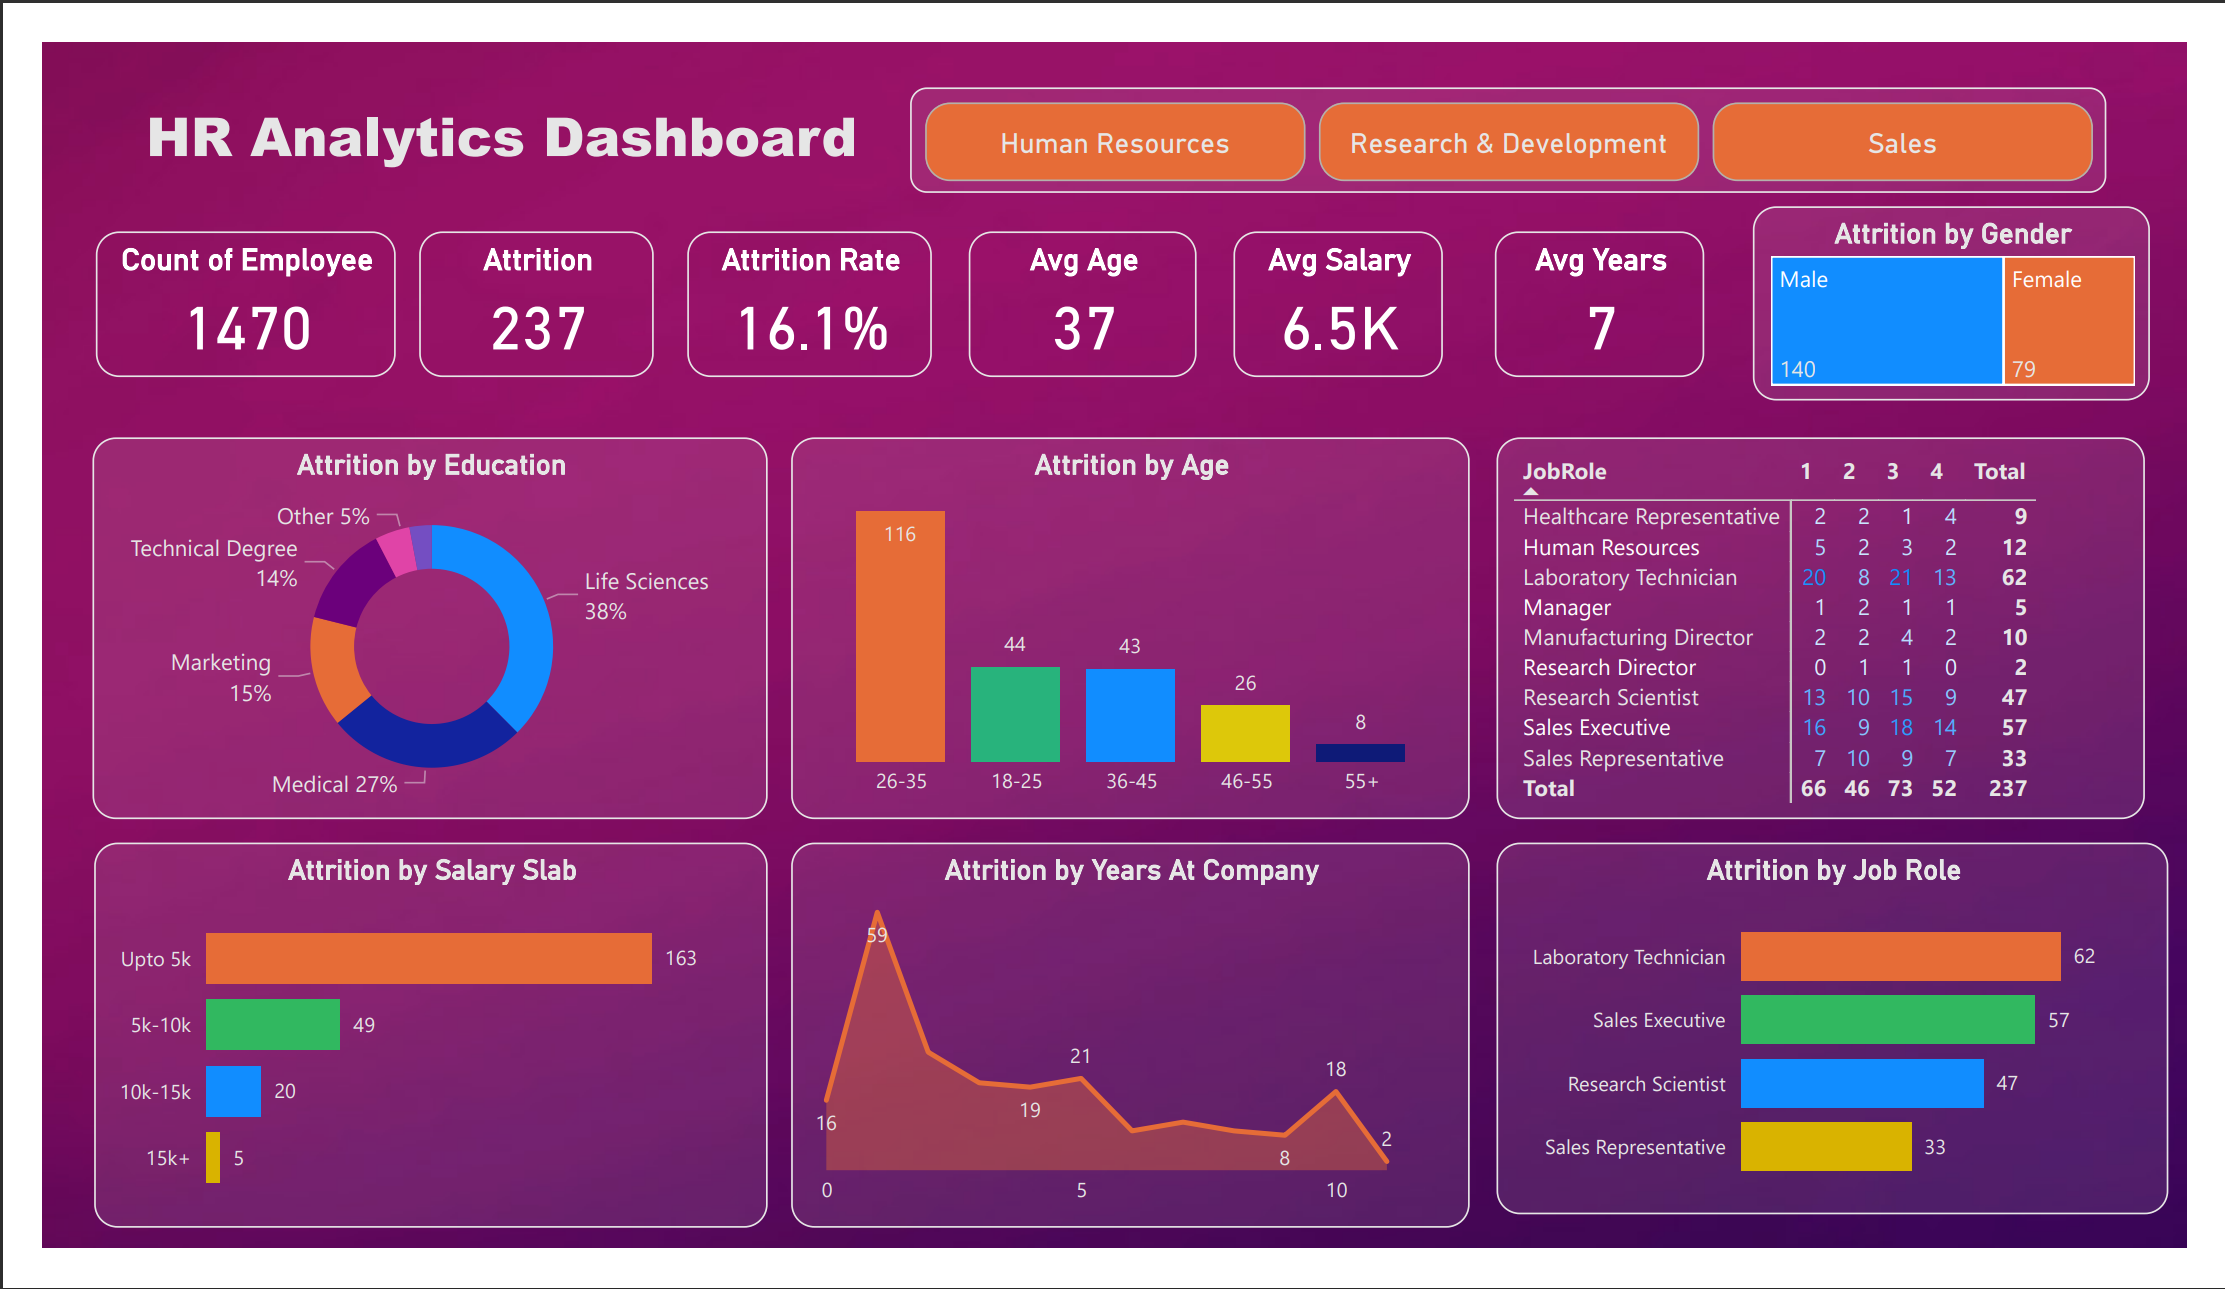 HR Analytics Dashboard
Human Resources
Research & Development
Sales
Count of Employee
1470
Attrition
237
Attrition Rate
16.1%
Avg Age
37
Avg Salary
6.5K
Avg Years
7
Attrition by Gender
Male
140
Female
79
Attrition by Education
Other 5%
Technical Degree
14%
Life Sciences
38%
Marketing
15%
Medical 27%
Attrition by Age
116
44
43
26
8
26-35 18-25 36-45 46-55 55+
JobRole 1 2 3 4 Total
Healthcare Representative 2 2 1 4 9
Human Resources 5 2 3 2 12
Laboratory Technician 20 8 21 13 62
Manager 1 2 1 1 5
Manufacturing Director 2 2 4 2 10
Research Director 0 1 1 0 2
Research Scientist 13 10 15 9 47
Sales Executive 16 9 18 14 57
Sales Representative 7 10 9 7 33
Total 66 46 73 52 237
Attrition by Salary Slab
Upto 5k 163
5k-10k 49
10k-15k 20
15k+ 5
Attrition by Years At Company
59
21
18
19
16
2
8
0 5 10
Attrition by Job Role
Laboratory Technician 62
Sales Executive 57
Research Scientist 47
Sales Representative 33